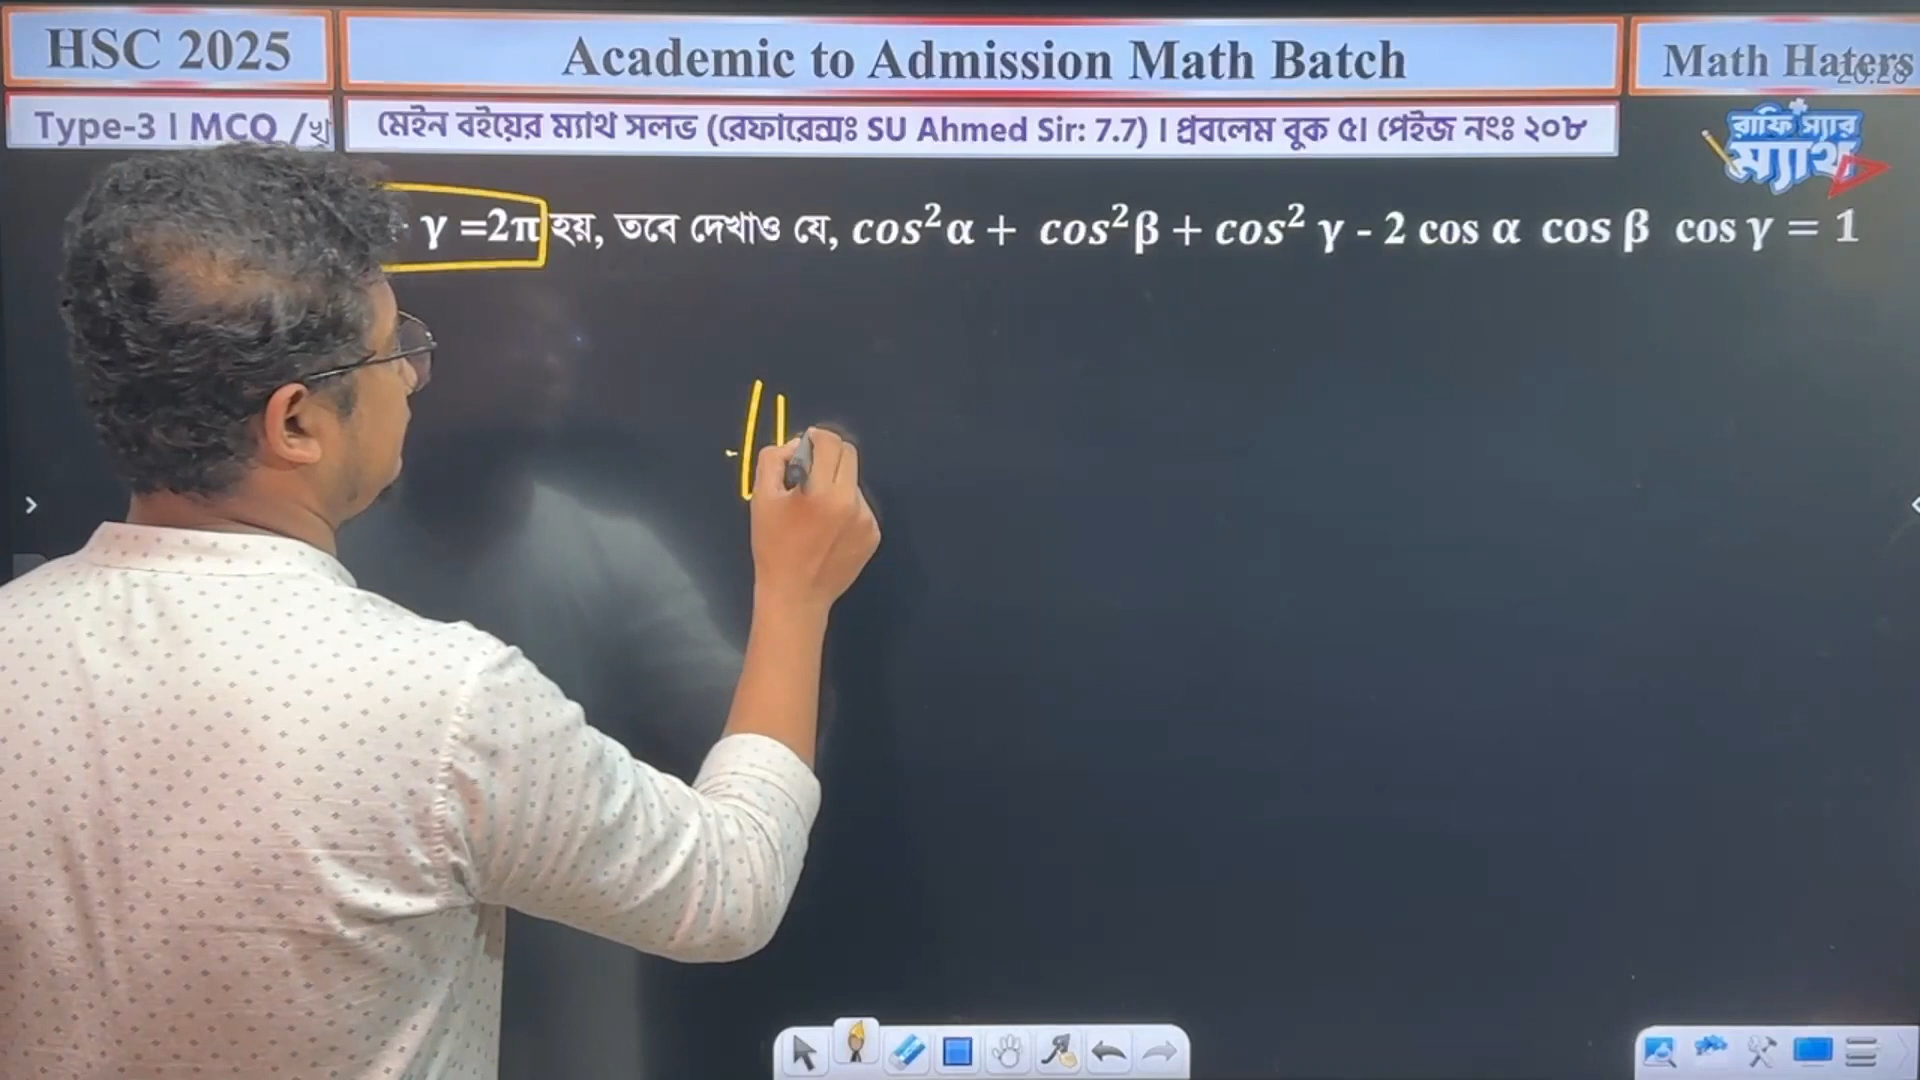 HSC 2025
Academic to Admission Math Batch
Math Haters
Type-3 । MCQ /খ
মেইন বইয়ের ম্যাথ সলভ (রেফারেন্সঃ SU Ahmed Sir: 7.7) । প্রবলেম বুক ৫। পেইজ নংঃ ২০৮
রাফি স্যার
ম্যাথ
γ =2π হয়, তবে দেখাও যে, cos²α + cos²β + cos² γ - 2 cos α cos β cos γ = 1